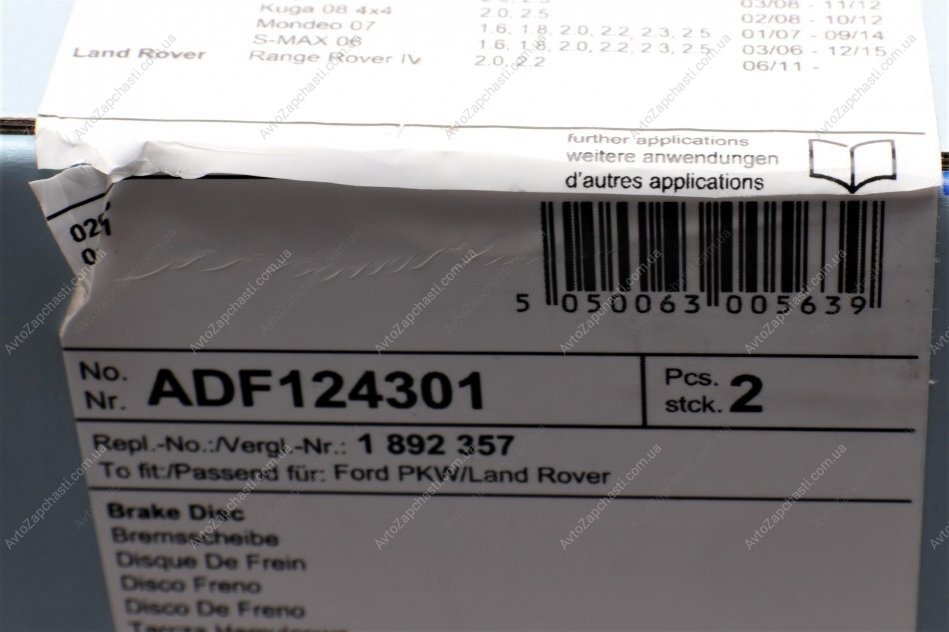 Kuga 08 4x4 2.0, 2.5 03/08 - 11/12
Mondeo 07 1.6, 1.8, 2.0, 2.2, 2.3, 2.5 02/08 - 10/12
S-MAX 06 1.6, 1.8, 2.0, 2.2, 2.3, 2.5 01/07 - 09/14
Land Rover Range Rover IV 2.0, 2.2 03/06 - 12/15
06/11 -
further applications
weitere anwendungen
d'autres applications
5 050063 005639
No.
Nr. ADF124301
Pcs.
stck. 2
Repl.-No.:/Vergl.-Nr.: 1 892 357
To fit:/Passend für: Ford PKW/Land Rover
Brake Disc
Bremsscheibe
Disque De Frein
Disco Freno
Disco De Freno
AvtoZapchasti.com.ua